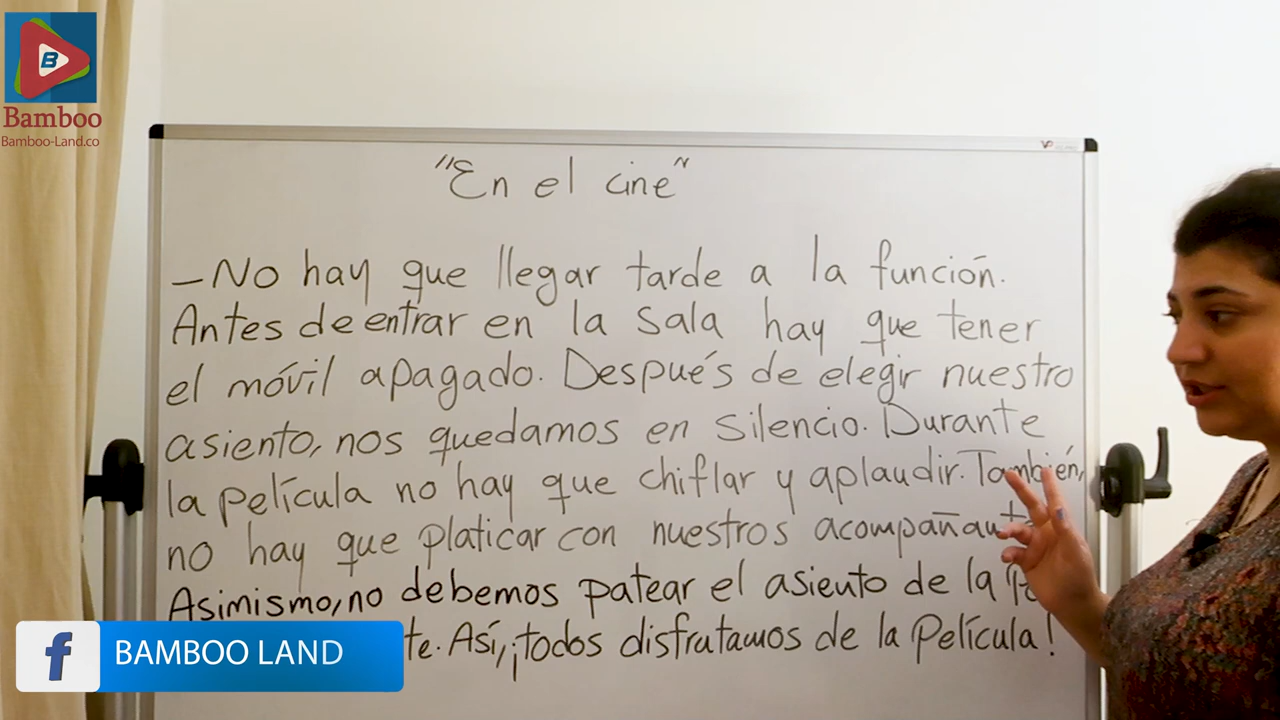 Bamboo
Bamboo-Land.co
"En el cine"
– No hay que llegar tarde a la función.
Antes de entrar en la sala hay que tener
el móvil apagado. Después de elegir nuestro
asiento, nos quedamos en silencio. Durante
la película no hay que chiflar y aplaudir. También,
no hay que platicar con nuestros
Asimismo, no debemos patear el asiento de la
te. Así, ¡todos disfrutamos de la película!
BAMBOO LAND